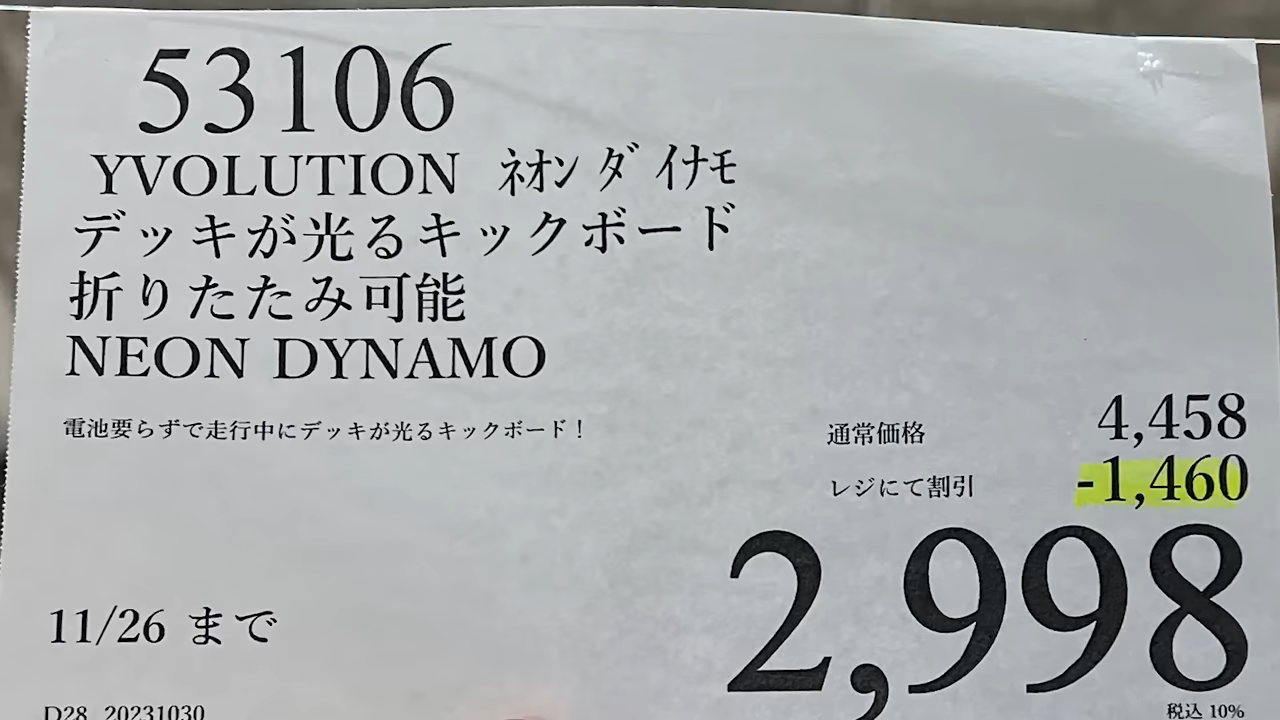 53106
YVOLUTION ネオン ダイナモ
デッキが光るキックボード
折りたたみ可能
NEON DYNAMO
電池要らずで走行中にデッキが光るキックボード！
通常価格 4,458
レジにて割引 -1,460
2,998
11/26 まで
D28 20231030
税込 10%